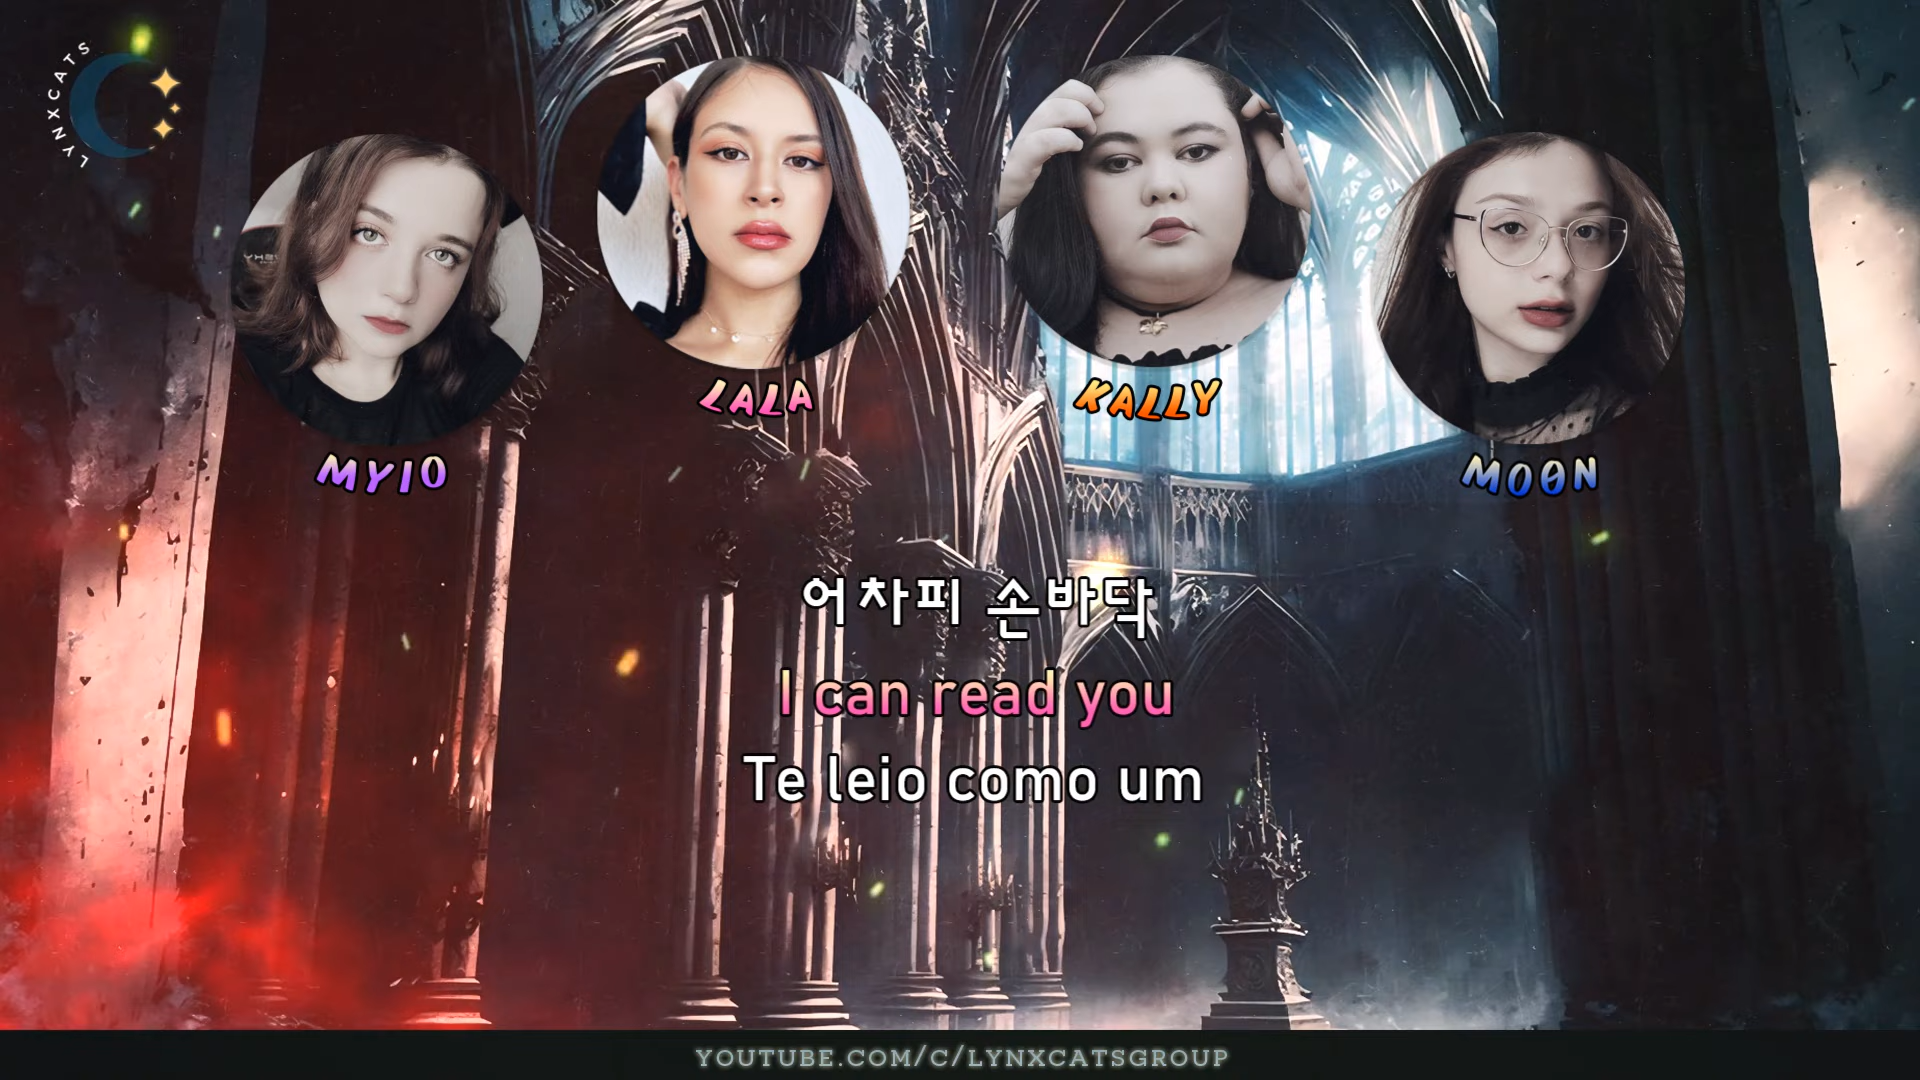 LYNXCATS
MYIO
LALA
KALLY
MOON
어차피 손바닥
I can read you
Te leio como um
YOUTUBE.COM/C/LYNXCATSGROUP